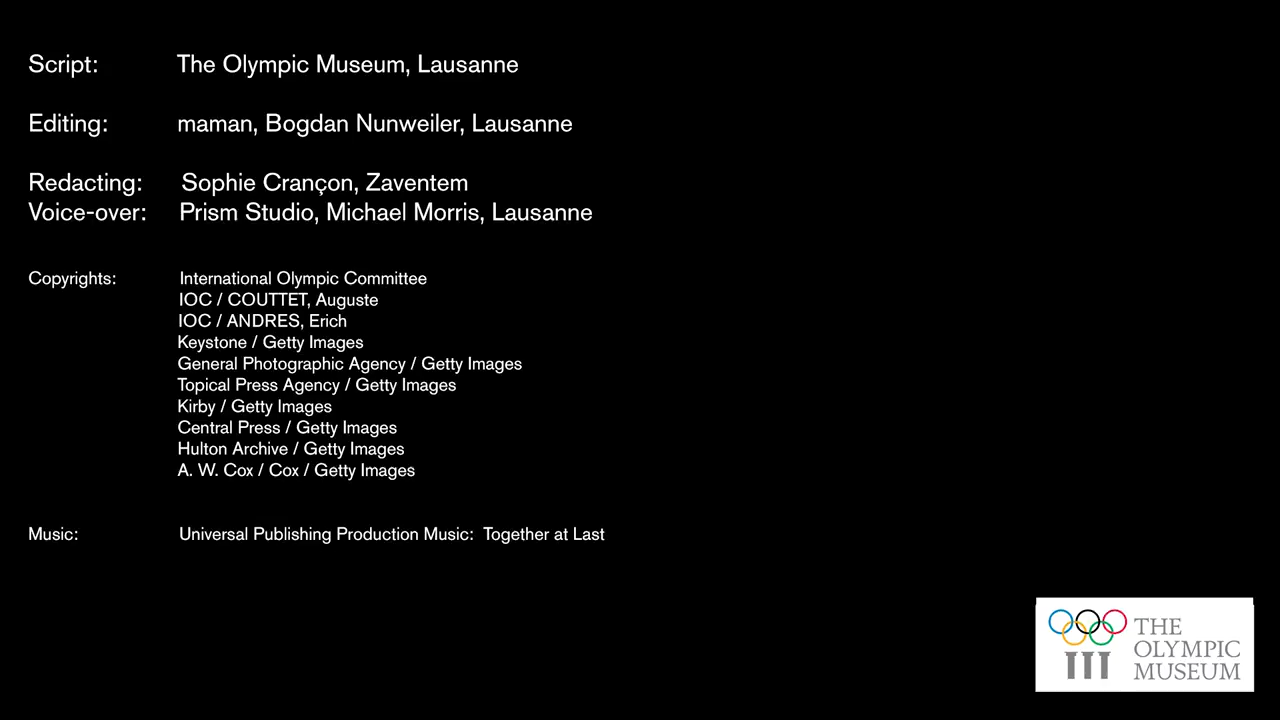 Script: The Olympic Museum, Lausanne
Editing: maman, Bogdan Nunweiler, Lausanne
Redacting: Sophie Crançon, Zaventem
Voice-over: Prism Studio, Michael Morris, Lausanne
Copyrights: International Olympic Committee
IOC / COUTTET, Auguste
IOC / ANDRES, Erich
Keystone / Getty Images
General Photographic Agency / Getty Images
Topical Press Agency / Getty Images
Kirby / Getty Images
Central Press / Getty Images
Hulton Archive / Getty Images
A. W. Cox / Cox / Getty Images
Music: Universal Publishing Production Music: Together at Last
THE
OLYMPIC
MUSEUM